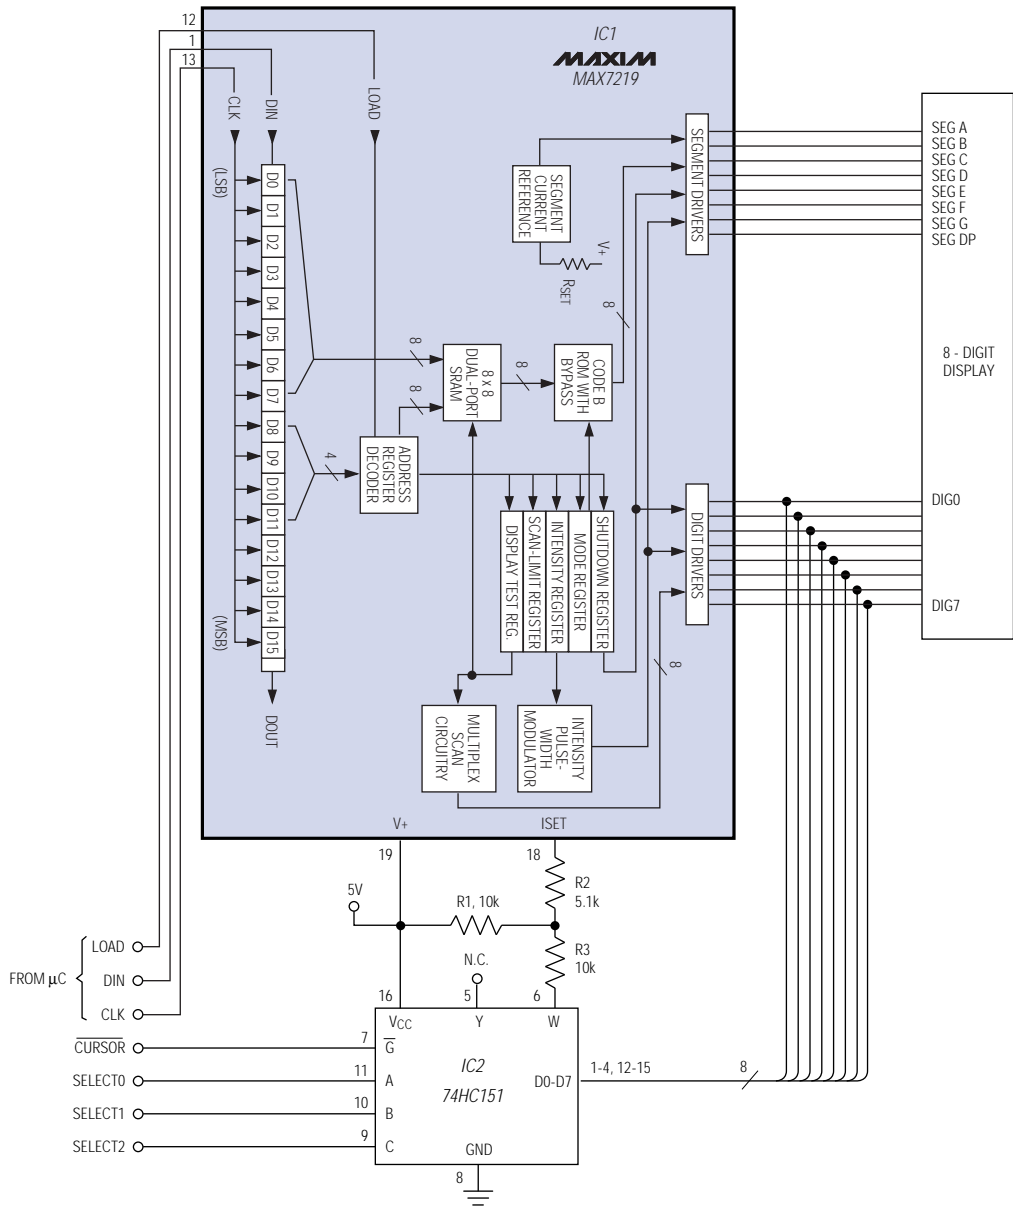 12
1
13
IC1
MAXIM
MAX7219
CLK
DIN
LOAD
(LSB)
D0
D1
D2
D3
D4
D5
D6
D7
D8
D9
D10
D11
D12
D13
D14
D15
(MSB)
DOUT
SEGMENT
CURRENT
REFERENCE
V+
RSET
SEGMENT DRIVERS
8
8
8
8
4
8 x 8
DUAL-PORT
SRAM
CODE B
ROM WITH
BYPASS
ADDRESS
REGISTER
DECODER
DISPLAY TEST REG.
SCAN-LIMIT REGISTER
INTENSITY REGISTER
MODE REGISTER
SHUTDOWN REGISTER
DIGIT DRIVERS
8
MULTIPLEX
SCAN
CIRCUITRY
INTENSITY
PULSE-
WIDTH
MODULATOR
SEG A
SEG B
SEG C
SEG D
SEG E
SEG F
SEG G
SEG DP
8 - DIGIT
DISPLAY
DIG0
DIG7
V+
ISET
19
18
R2
5.1k
5V
R1, 10k
R3
10k
N.C.
16
5
6
FROM μC
LOAD
DIN
CLK
CURSOR
SELECT0
SELECT1
SELECT2
7
11
10
9
VCC
Y
W
G
A
B
C
IC2
74HC151
D0-D7
GND
8
1-4, 12-15
8